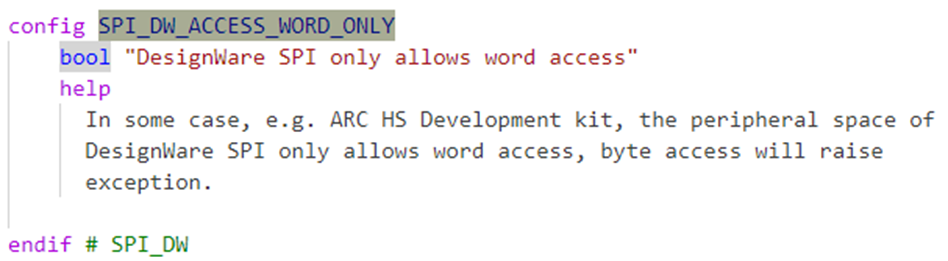 config SPI_DW_ACCESS_WORD_ONLY
bool "DesignWare SPI only allows word access"
help
In some case, e.g. ARC HS Development kit, the peripheral space of
DesignWare SPI only allows word access, byte access will raise
exception.
endif # SPI_DW